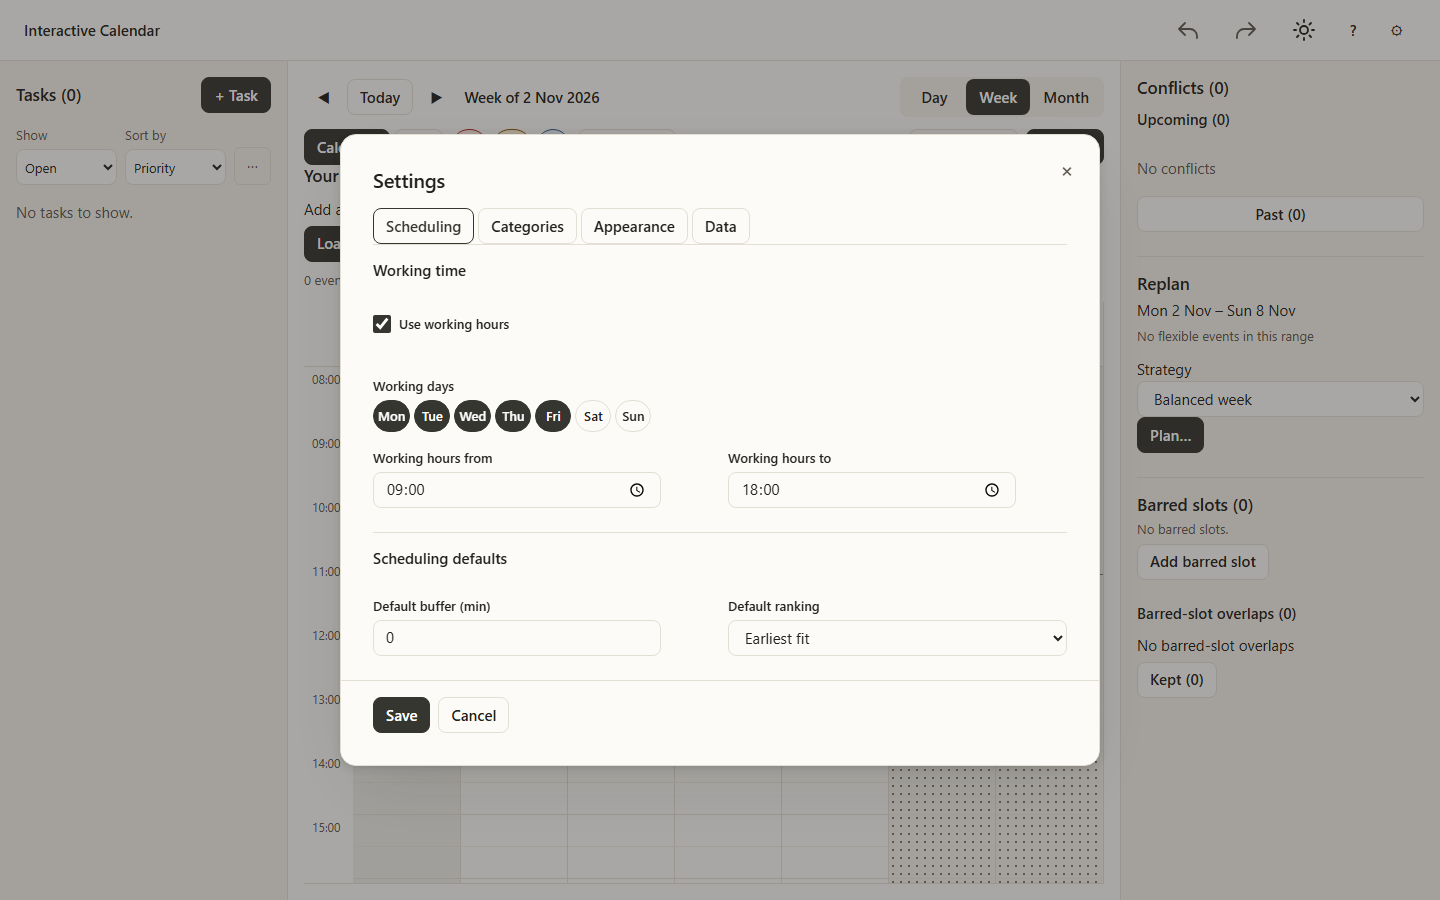 Interactive Calendar
?
Tasks (0)
+ Task
Show
Sort by
Open
Priority
...
No tasks to show.
Today
Week of 2 Nov 2026
Day
Week
Month
Your
Add a
0 even
08:00
09:00
10:00
11:00
12:00
13:00
14:00
15:00
Settings
×
Scheduling
Categories
Appearance
Data
Working time
Use working hours
Working days
Mon Tue Wed Thu Fri Sat Sun
Working hours from
Working hours to
09:00
18:00
Scheduling defaults
Default buffer (min)
Default ranking
0
Earliest fit
Save
Cancel
Conflicts (0)
Upcoming (0)
No conflicts
Past (0)
Replan
Mon 2 Nov – Sun 8 Nov
No flexible events in this range
Strategy
Balanced week
Plan...
Barred slots (0)
No barred slots.
Add barred slot
Barred-slot overlaps (0)
No barred-slot overlaps
Kept (0)